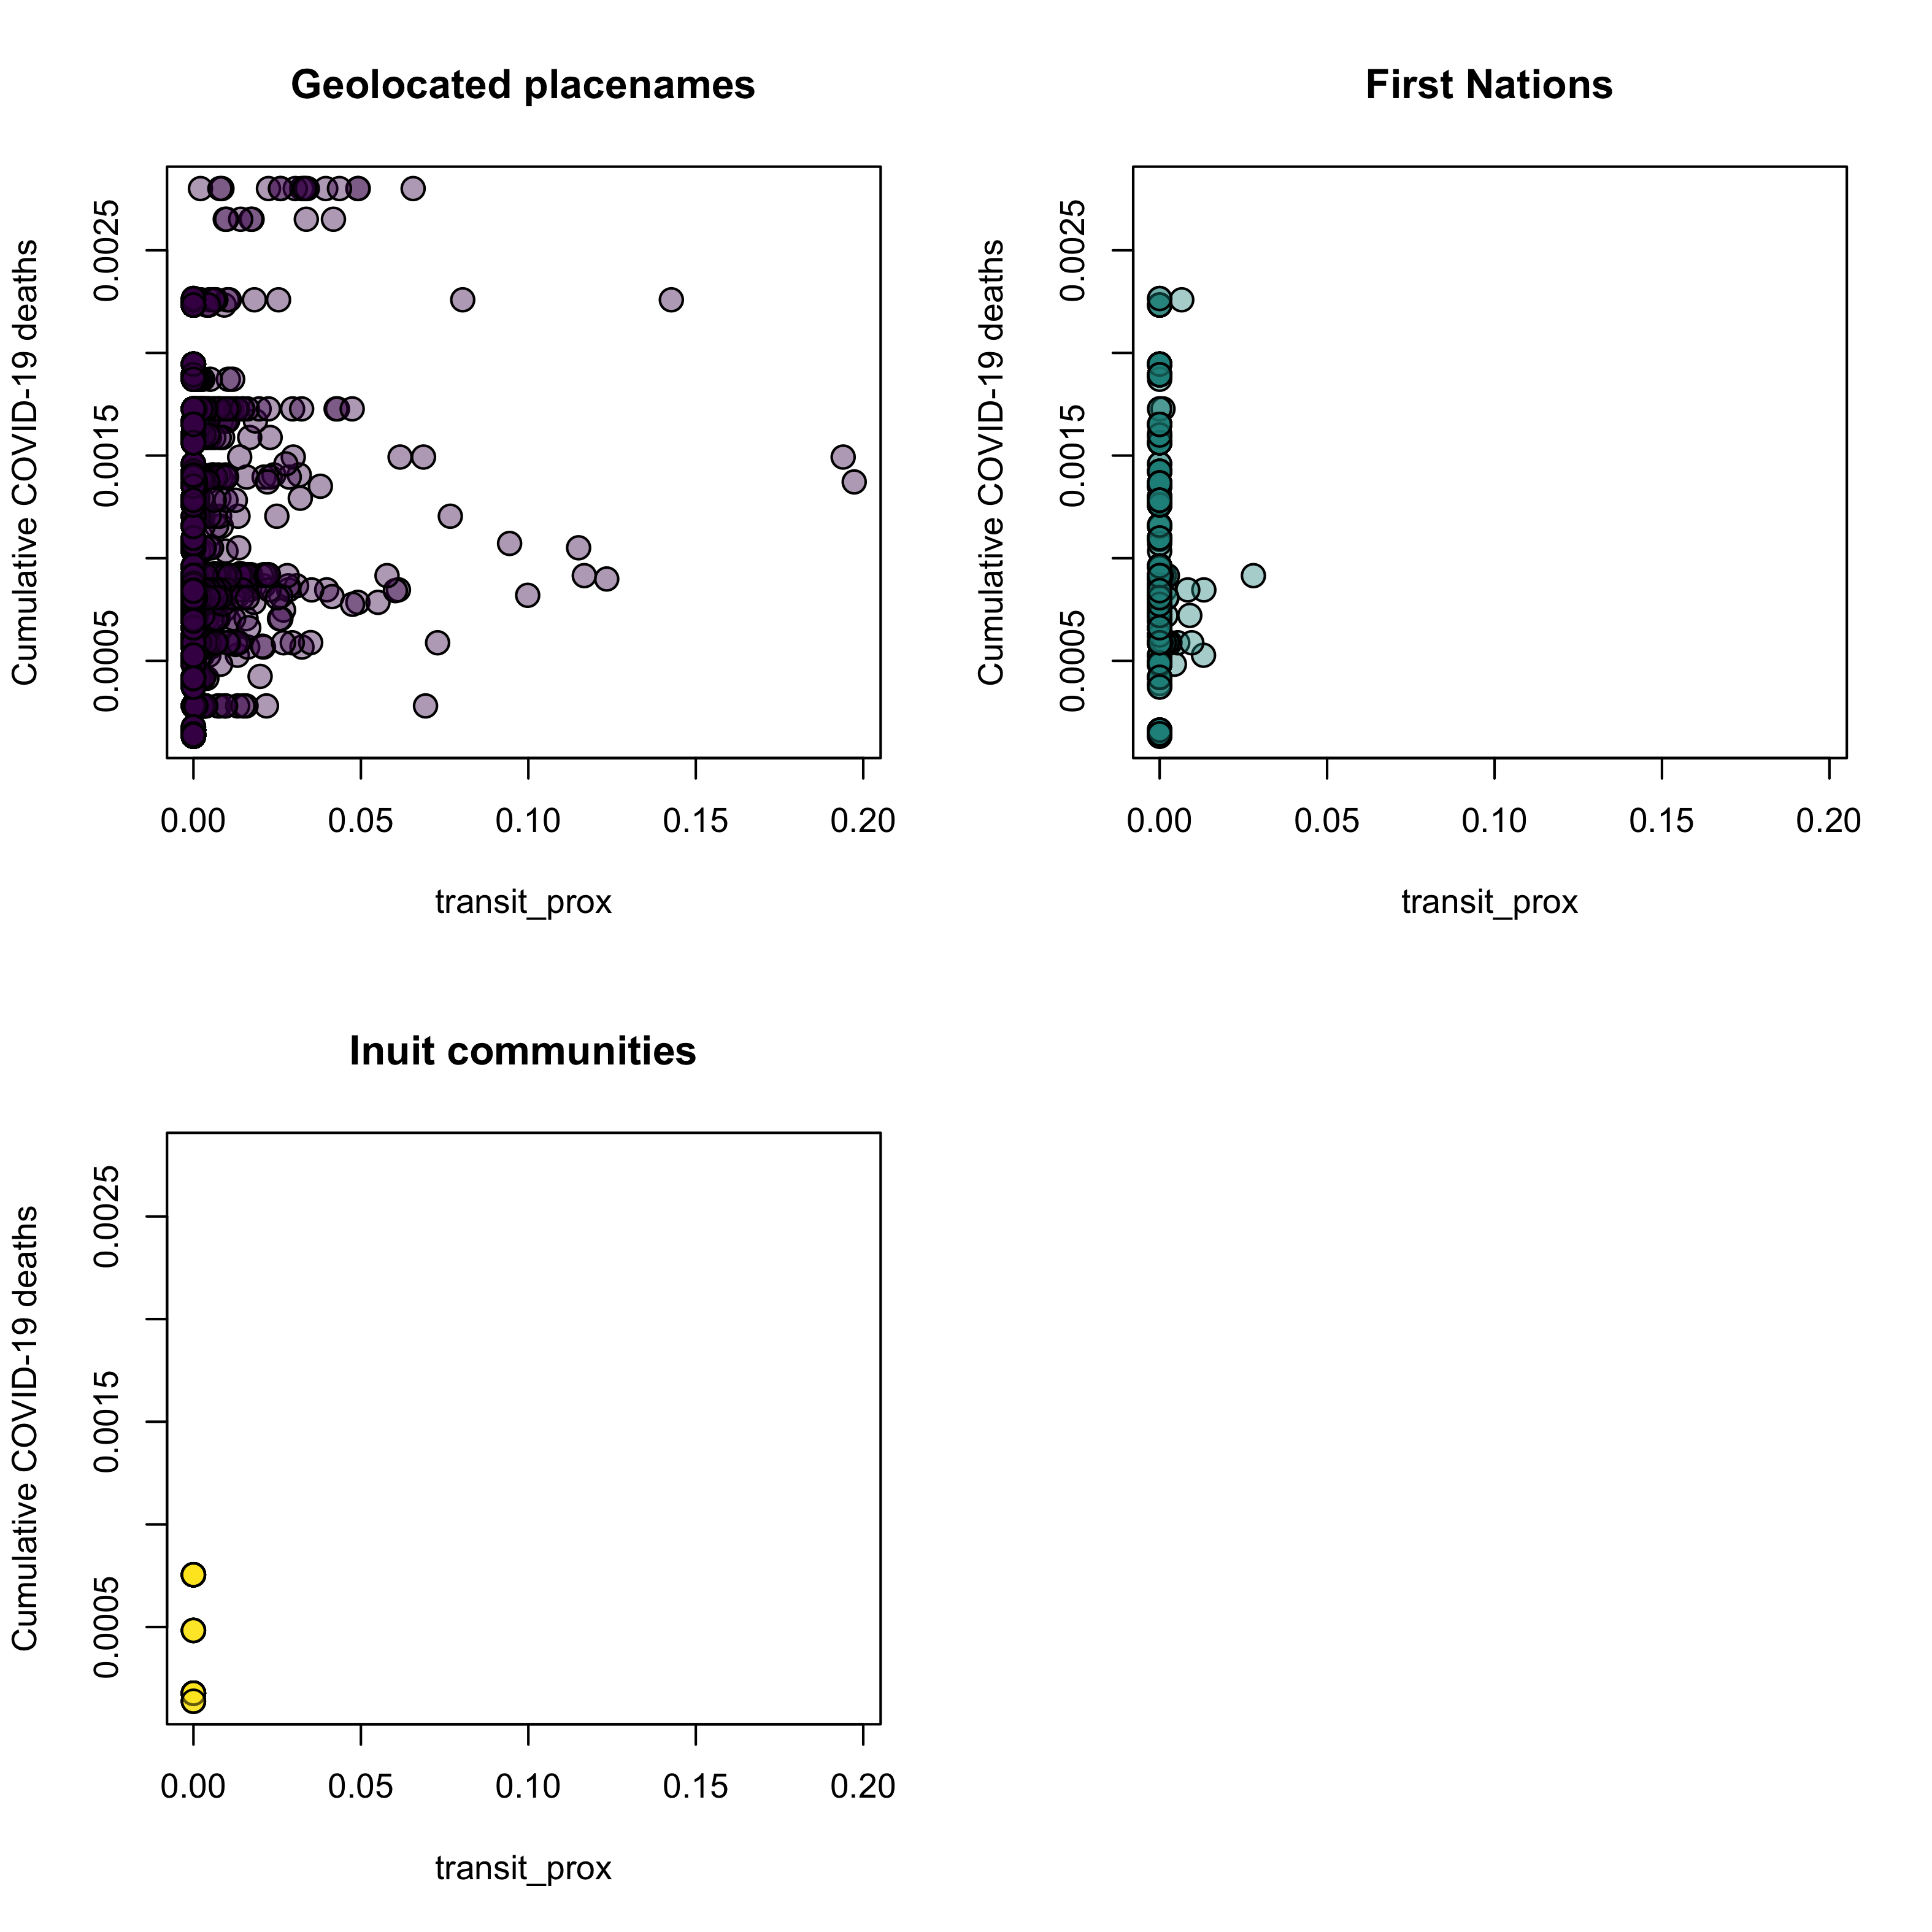 Geolocated placenames
Cumulative COVID-19 deaths
0.0025
0.0015
0.0005
0.00 0.05 0.10 0.15 0.20
transit_prox
First Nations
Cumulative COVID-19 deaths
0.0025
0.0015
0.0005
0.00 0.05 0.10 0.15 0.20
transit_prox
Inuit communities
Cumulative COVID-19 deaths
0.0025
0.0015
0.0005
0.00 0.05 0.10 0.15 0.20
transit_prox